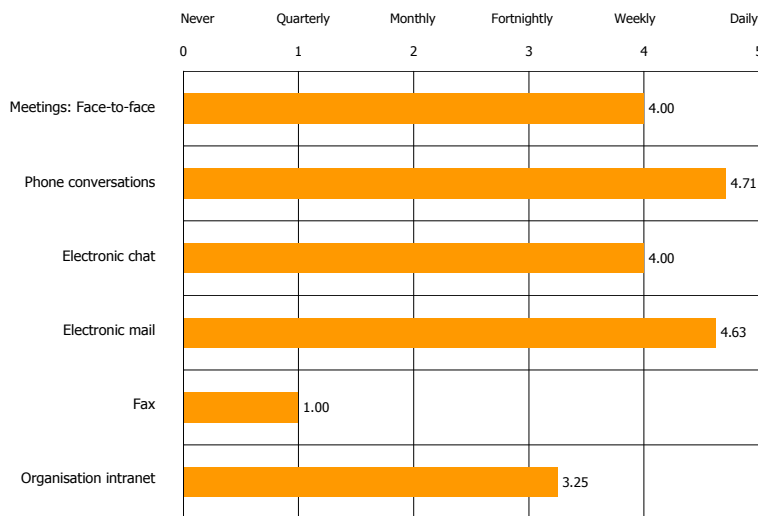 Never Quarterly Monthly Fortnightly Weekly Daily
0 1 2 3 4 5
Meetings: Face-to-face 4.00
Phone conversations 4.71
Electronic chat 4.00
Electronic mail 4.63
Fax 1.00
Organisation intranet 3.25